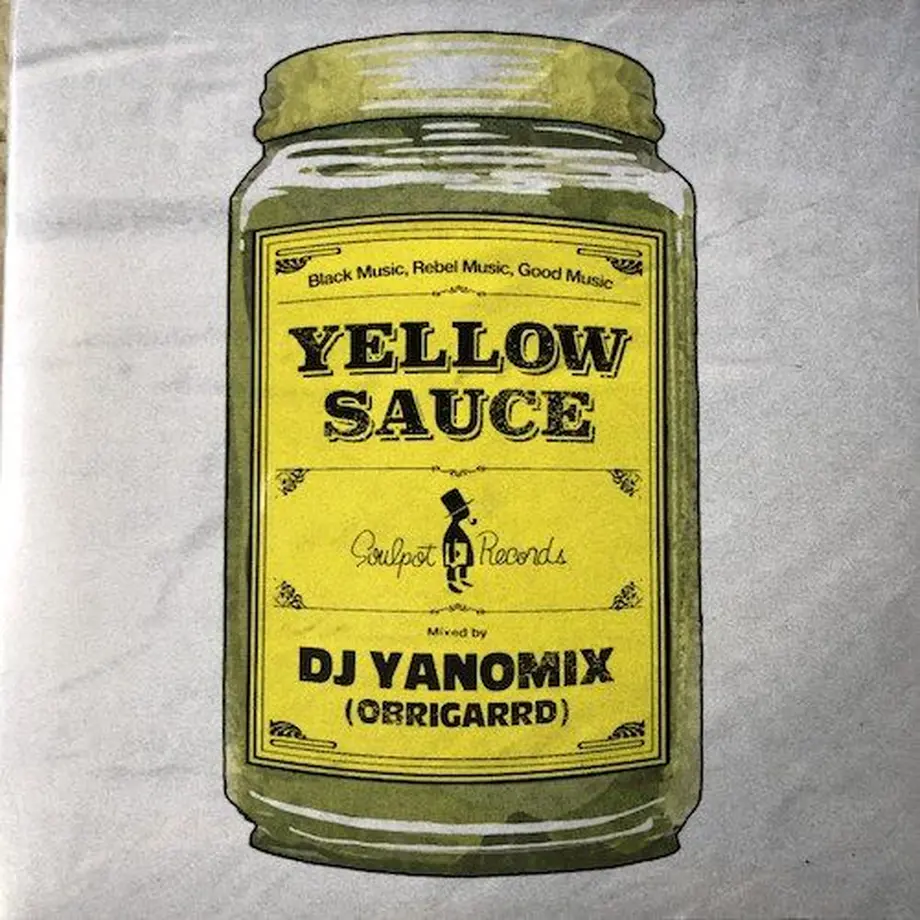 Black Music, Rebel Music, Good Music
YELLOW
SAUCE
Soulpot Records
Mixed by
DJ YANOMIX
(OBRIGARRD)